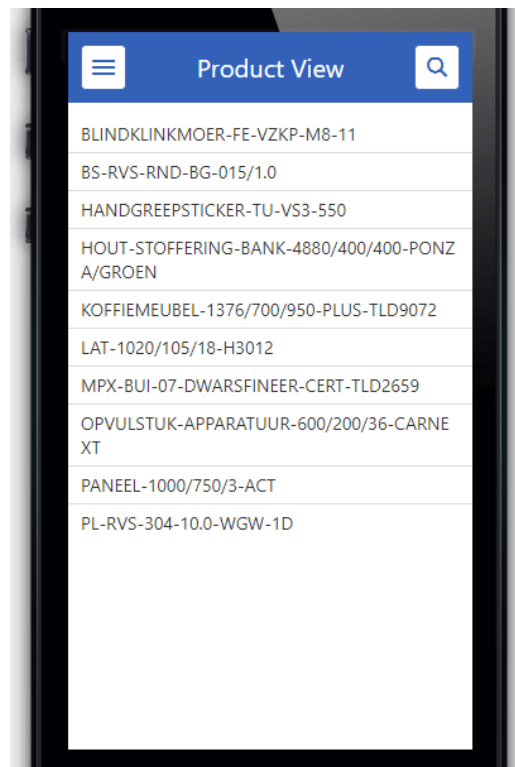 Product View
BLINDKLINKMOER-FE-VZKP-M8-11
BS-RVS-RND-BG-015/1.0
HANDGREEPSTICKER-TU-VS3-550
HOUT-STOFFERING-BANK-4880/400/400-PONZ
A/GROEN
KOFFIEMEUBEL-1376/700/950-PLUS-TLD9072
LAT-1020/105/18-H3012
MPX-BUI-07-DWARSFINEER-CERT-TLD2659
OPVULSTUK-APPARATUUR-600/200/36-CARNE
XT
PANEEL-1000/750/3-ACT
PL-RVS-304-10.0-WGW-1D